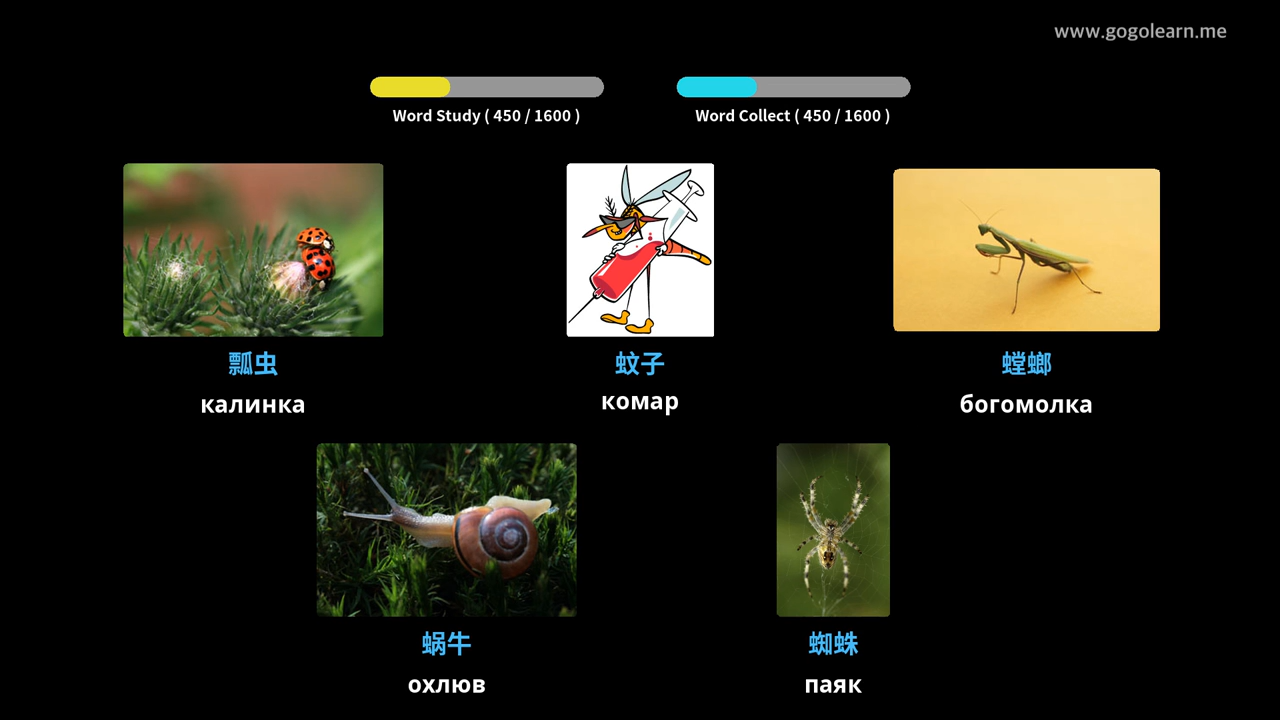 www.gogolearn.me
Word Study ( 450 / 1600 )
Word Collect ( 450 / 1600 )
瓢虫
калинка
蚊子
комар
螳螂
богомолка
蜗牛
охлюв
蜘蛛
паяк